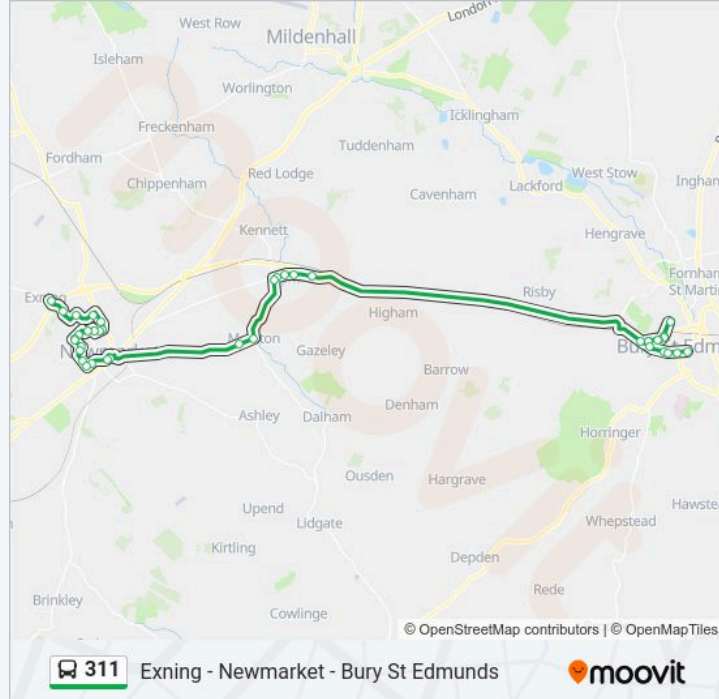 West Row
London
Mildenhall
Isleham
Worlington
Icklingham
Freckenham
Tuddenham
Fordham
Red Lodge
West Stow
Chippenham
Lackford
Ingham
Cavenham
Kennett
Hengrave
Fornham
St Marti
Exning
Risby
Higham
Moulton
Gazeley
Barrow
Denham
Ashley
Dalham
Horringer
Ousden
Hargrave
Hawste
Upend
Lidgate
Whepstead
Kirtling
Depden
Rede
Brinkley
Cowlinge
© OpenStreetMap contributors | © OpenMapTiles
311 Exning - Newmarket - Bury St Edmunds
moovit